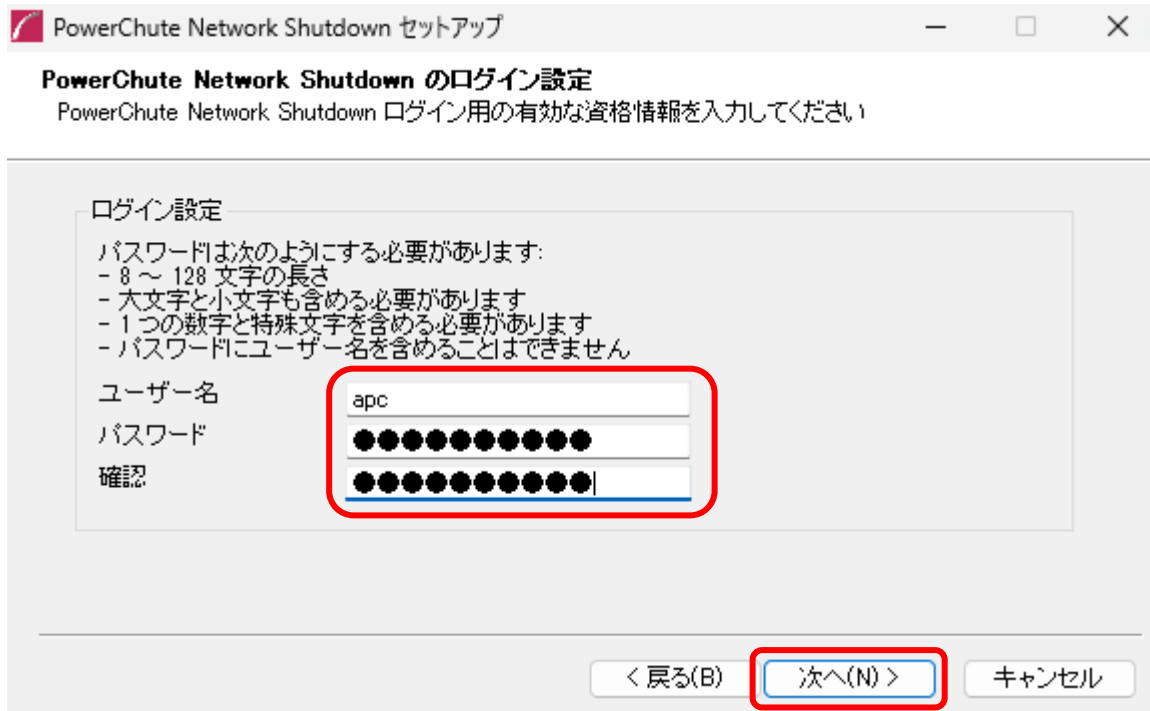 PowerChute Network Shutdown セットアップ
PowerChute Network Shutdown のログイン設定
PowerChute Network Shutdown ログイン用の有効な資格情報を入力してください
ログイン設定
パスワードは次のようにする必要があります:
- 8 ～ 128 文字の長さ
- 大文字と小文字も含める必要があります
- 1 つの数字と特殊文字を含める必要があります
- パスワードにユーザー名を含めることはできません
ユーザー名 apc
パスワード ●●●●●●●●●●
確認 ●●●●●●●●●●
< 戻る(B) 次へ(N) > キャンセル